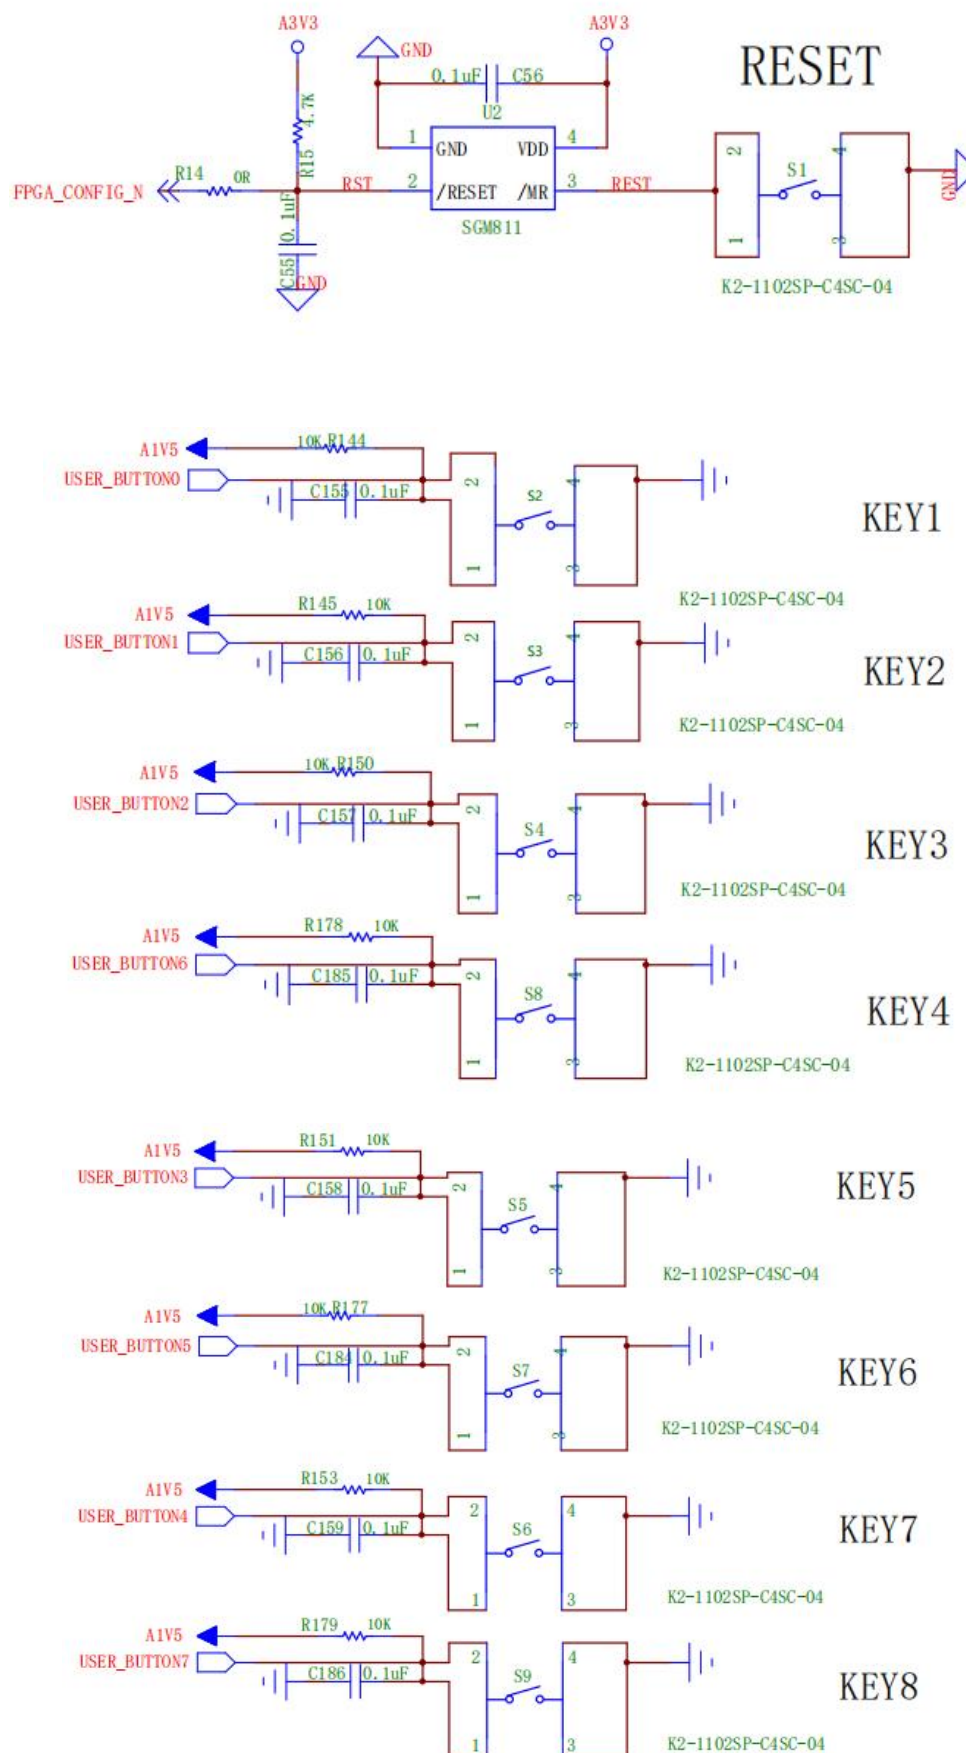 A3V3
A3V3
GND
RESET
0.1uF C56
U2
4.7K
R15
1 GND VDD 4
2 S1 4
R14 0R
FPGA_CONFIG_N
RST 2 /RESET /MR 3 REST
GND
0.1uF
SGM811
1 3
C55
GND
K2-1102SP-C4SC-04
10K R144
A1V5
USER_BUTTON0
C155 0.1uF
2 S2 4
KEY1
1 3
K2-1102SP-C4SC-04
R145 10K
A1V5
USER_BUTTON1
C156 0.1uF
2 S3 4
KEY2
1 3
K2-1102SP-C4SC-04
10K R150
A1V5
USER_BUTTON2
C157 0.1uF
2 S4 4
KEY3
1 3
K2-1102SP-C4SC-04
R178 10K
A1V5
USER_BUTTON6
C185 0.1uF
2 S8 4
KEY4
1 3
K2-1102SP-C4SC-04
R151 10K
A1V5
USER_BUTTON3
C158 0.1uF
2 S5 4
KEY5
1 3
K2-1102SP-C4SC-04
10K R177
A1V5
USER_BUTTON5
C184 0.1uF
2 S7 4
KEY6
1 3
K2-1102SP-C4SC-04
R153 10K
A1V5
USER_BUTTON4
C159 0.1uF
2 S6 4
KEY7
1 3
K2-1102SP-C4SC-04
R179 10K
A1V5
USER_BUTTON7
C186 0.1uF
2 S9 4
KEY8
1 3
K2-1102SP-C4SC-04